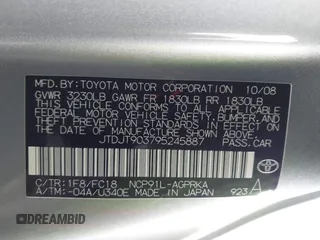 MFD.BY: TOYOTA MOTOR CORPORATION 10/08
GVWR 3230LB GAWR FR 1830LB RR 1830LB
THIS VEHICLE CONFORMS TO ALL APPLICABLE FEDERAL MOTOR VEHICLE SAFETY, BUMPER, AND THEFT PREVENTION STANDARDS IN EFFECT ON THE DATE OF MANUFACTURE SHOWN ABOVE.
JTDJT903795245887 PASS.CAR
C/TR:1F8/FC18 NCP91L-AGPRKA
A/TM:-04A/U340E MADE IN JAPAN 923 A
TOYOTA